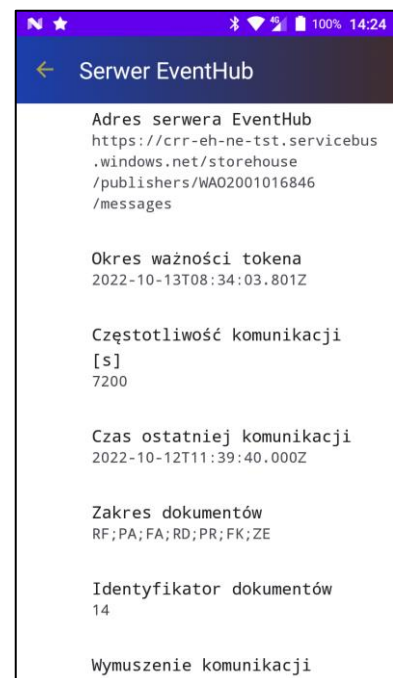 4G 100% 14:24
Serwer EventHub
Adres serwera EventHub
https://crr-eh-ne-tst.servicebus
.windows.net/storehouse
/publishers/WAO2001016846
/messages
Okres ważności tokena
2022-10-13T08:34:03.801Z
Częstotliwość komunikacji
[s]
7200
Czas ostatniej komunikacji
2022-10-12T11:39:40.000Z
Zakres dokumentów
RF;PA;FA;RD;PR;FK;ZE
Identyfikator dokumentów
14
Wymuszenie komunikacji